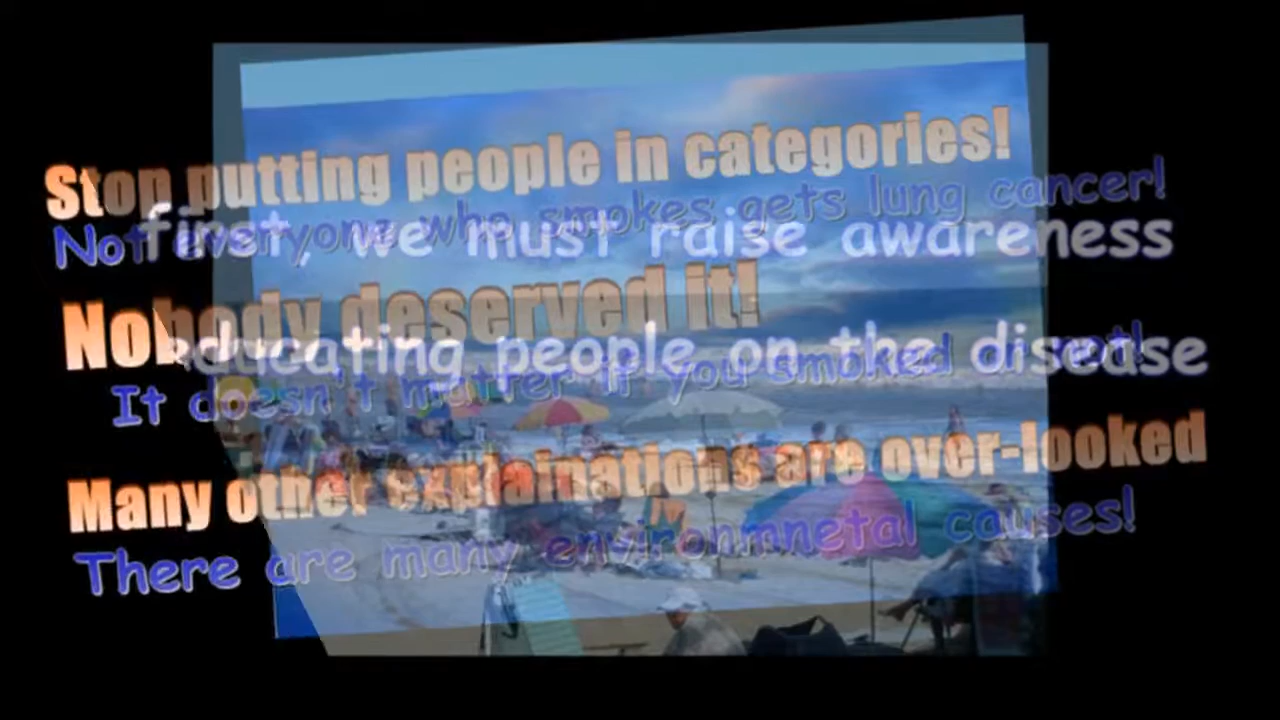 Stop putting people in categories!
Not everyone who smokes gets lung cancer!
first, we must raise awareness
Nobody deserved it!
educating people on the disease
It doesn't matter if you smoked or not!
Many other explainations are over-looked
There are many environmnetal causes!